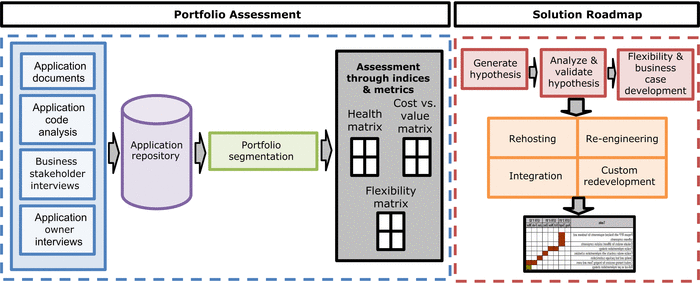 Portfolio Assessment
Application
documents
Application
code
analysis
Business
stakeholder
interviews
Application
owner
interviews
Application
repository
Portfolio
segmentation
Assessment
through indices
& metrics
Health
matrix
Cost vs.
value
matrix
Flexibility
matrix
Solution Roadmap
Generate
hypothesis
Analyze &
validate
hypothesis
Flexibility &
business
case
development
Rehosting
Re-engineering
Integration
Custom
redevelopment